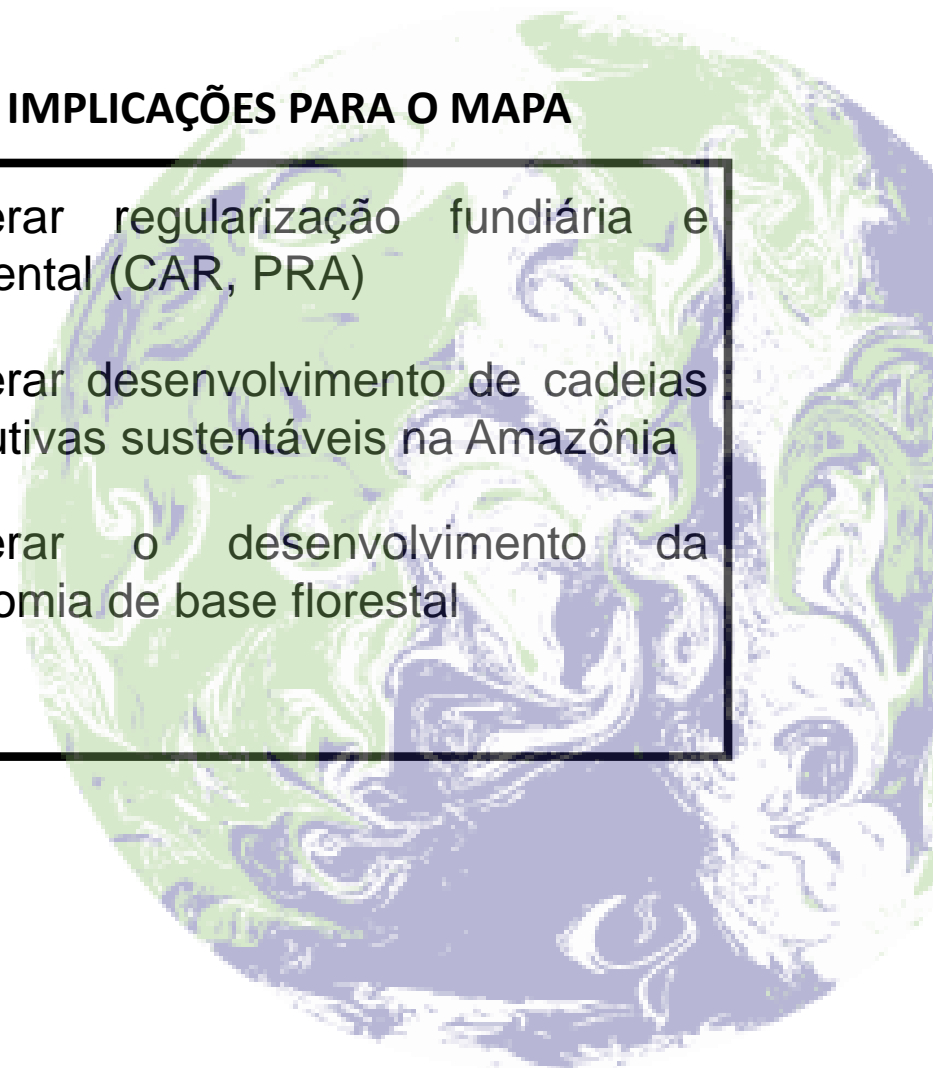 IMPLICAÇÕES PARA O MAPA
erar regularização fundiária e
ental (CAR, PRA)
erar desenvolvimento de cadeias
utivas sustentáveis na Amazônia
erar o desenvolvimento da
omia de base florestal